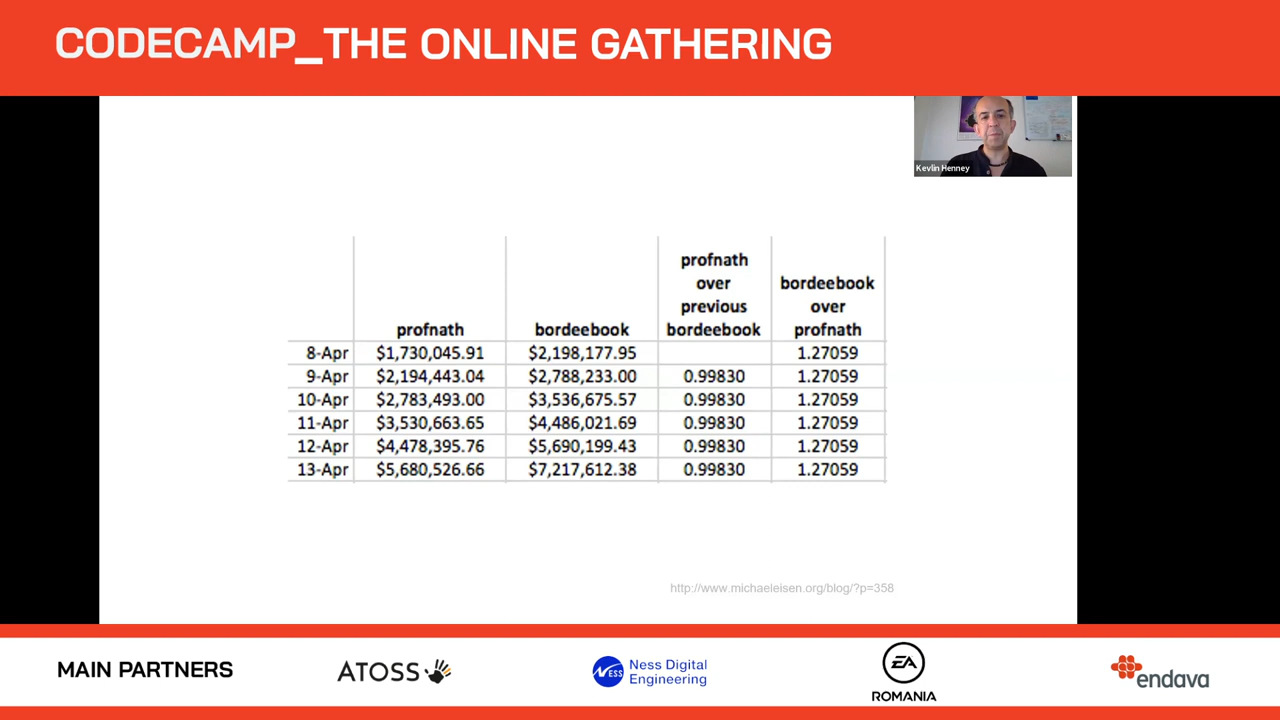 CODECAMP_THE ONLINE GATHERING
Kevlin Henney
profnath bordeebook profnath over previous bordeebook bordeebook over profnath
8-Apr $1,730,045.91 $2,198,177.95 1.27059
9-Apr $2,194,443.04 $2,788,233.00 0.99830 1.27059
10-Apr $2,783,493.00 $3,536,675.57 0.99830 1.27059
11-Apr $3,530,663.65 $4,486,021.69 0.99830 1.27059
12-Apr $4,478,395.76 $5,690,199.43 0.99830 1.27059
13-Apr $5,680,526.66 $7,217,612.38 0.99830 1.27059
http://www.michaeleisen.org/blog/?p=358
MAIN PARTNERS
ATOSS
NESS
Ness Digital
Engineering
EA
ROMANIA
endava